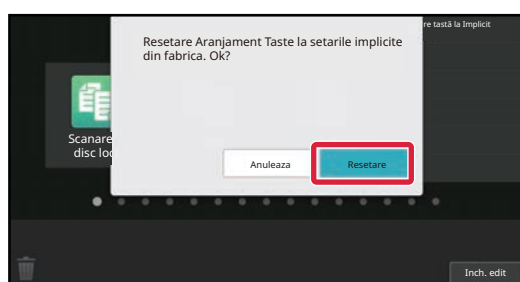 re tastă la Implicit
Resetare Aranjament Taste la setarile implicite
din fabrica. Ok?
Scanare
disc loc
Anuleaza
Resetare
Inch. edit